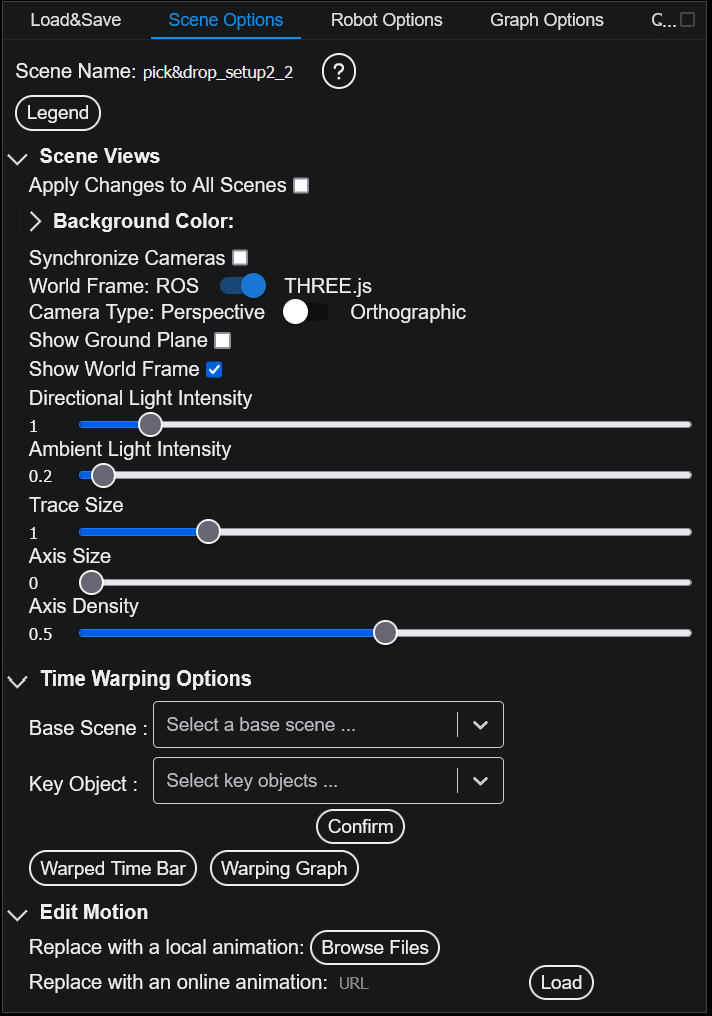 Load&Save Scene Options Robot Options Graph Options C...
Scene Name: pick&drop_setup2_2 ?
Legend
Scene Views
Apply Changes to All Scenes
Background Color:
Synchronize Cameras
World Frame: ROS THREE.js
Camera Type: Perspective Orthographic
Show Ground Plane
Show World Frame
Directional Light Intensity
1
Ambient Light Intensity
0.2
Trace Size
1
Axis Size
0
Axis Density
0.5
Time Warping Options
Base Scene : Select a base scene ...
Key Object : Select key objects ...
Confirm
Warped Time Bar Warping Graph
Edit Motion
Replace with a local animation: Browse Files
Replace with an online animation: URL Load